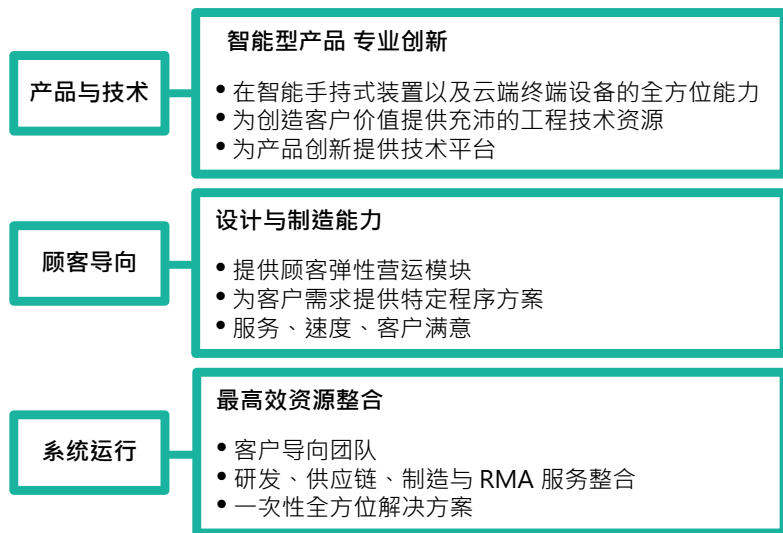 产品与技术
智能型产品 专业创新
•在智能手持式装置以及云端终端设备的全方位能力
•为创造客户价值提供充沛的工程技术资源
•为产品创新提供技术平台
顾客导向
设计与制造能力
•提供顾客弹性营运模块
•为客户需求提供特定程序方案
•服务、速度、客户满意
系统运行
最高效资源整合
•客户导向团队
•研发、供应链、制造与 RMA 服务整合
•一次性全方位解决方案